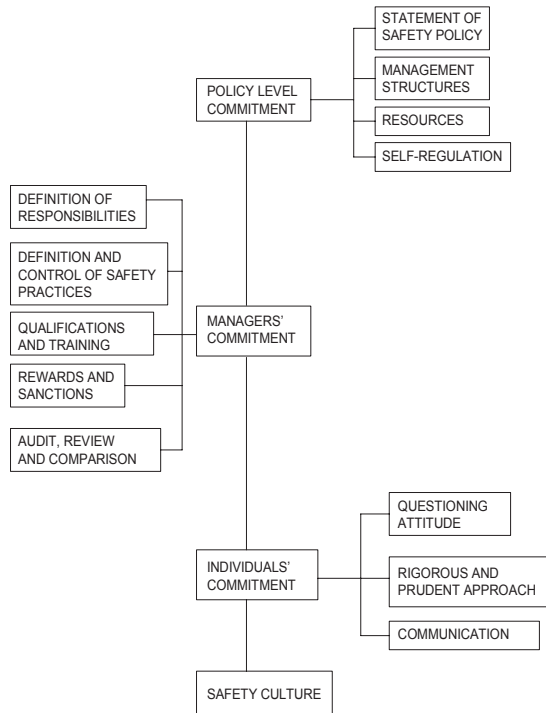 STATEMENT OF
SAFETY POLICY
MANAGEMENT
STRUCTURES
RESOURCES
SELF-REGULATION
POLICY LEVEL
COMMITMENT
DEFINITION OF
RESPONSIBILITIES
DEFINITION AND
CONTROL OF SAFETY
PRACTICES
QUALIFICATIONS
AND TRAINING
REWARDS AND
SANCTIONS
AUDIT, REVIEW
AND COMPARISON
MANAGERS’
COMMITMENT
QUESTIONING
ATTITUDE
RIGOROUS AND
PRUDENT APPROACH
COMMUNICATION
INDIVIDUALS’
COMMITMENT
SAFETY CULTURE